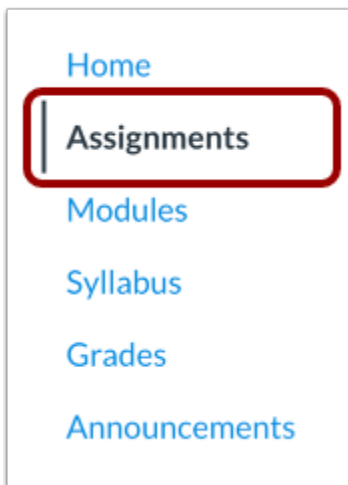 Home
Assignments
Modules
Syllabus
Grades
Announcements